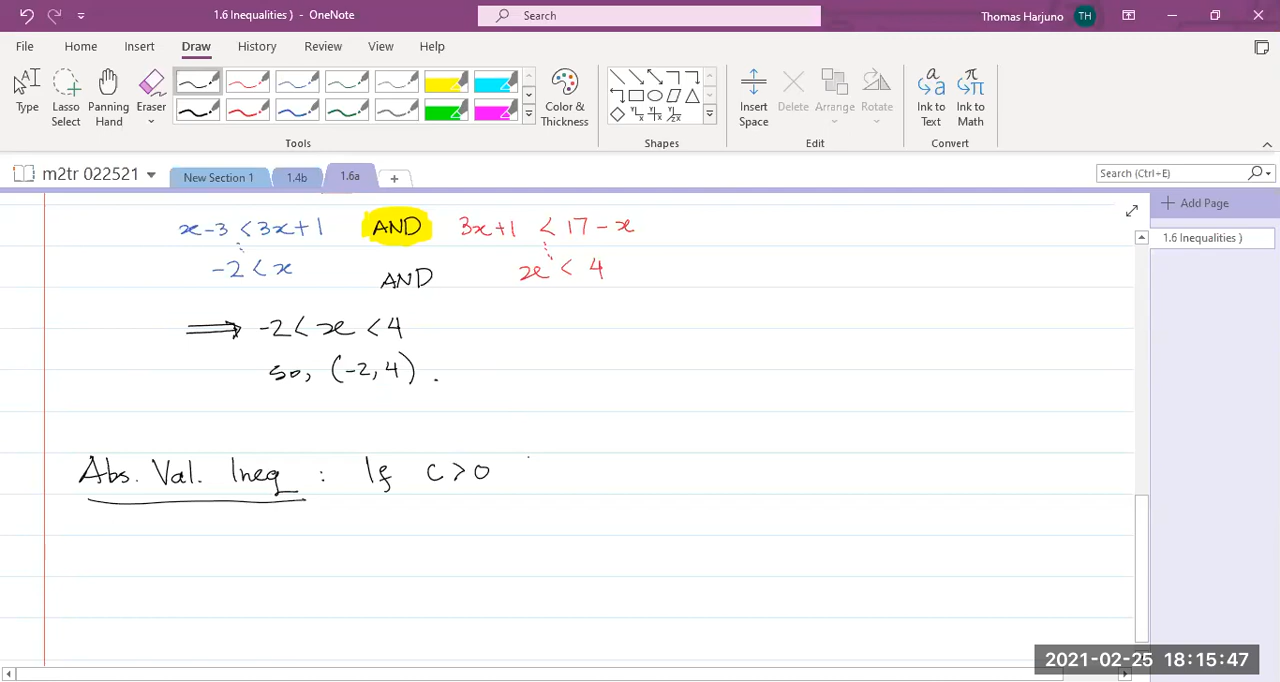 1.6 Inequalities ) - OneNote
Search
Thomas Harjuno TH
File Home Insert Draw History Review View Help
Type
Lasso Select
Panning Hand
Eraser
Color & Thickness
Insert Space
Delete
Arrange
Rotate
Ink to Text
Ink to Math
Tools Shapes Edit Convert
m2tr 022521
New Section 1
1.4b
1.6a
Search (Ctrl+E)
Add Page
1.6 Inequalities )
x-3 < 3x+1 AND 3x+1 < 17-x
-2 < x AND x < 4
⟹ -2 < x < 4
so, (-2, 4).
Abs. Val. Ineq : If c > 0
2021-02-25 18:15:47